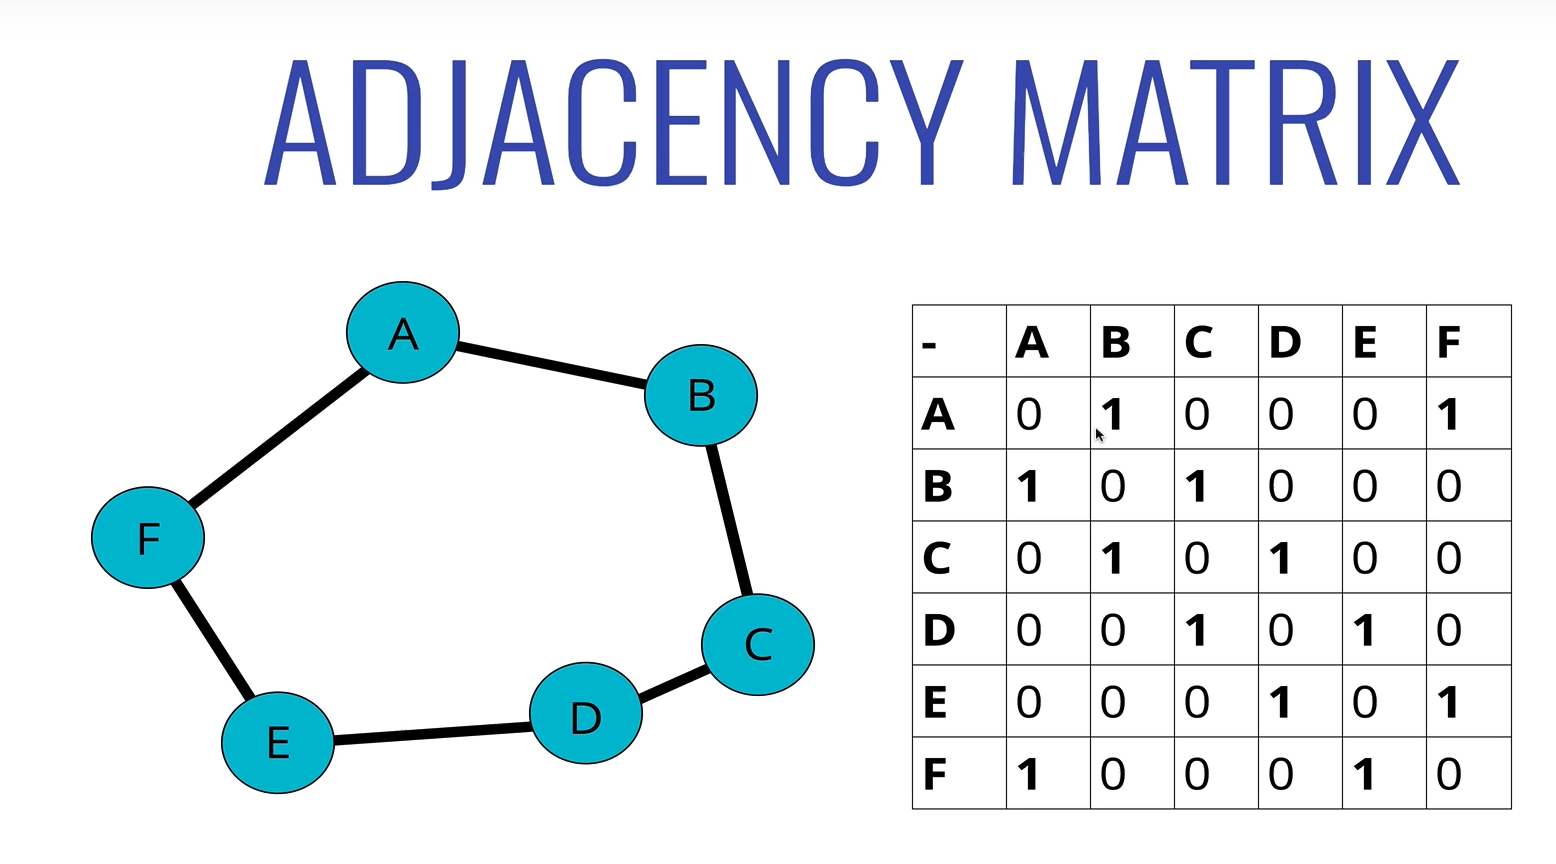 ADJACENCY MATRIX
A
B
F
C
D
E
- A B C D E F
A 0 1 0 0 0 1
B 1 0 1 0 0 0
C 0 1 0 1 0 0
D 0 0 1 0 1 0
E 0 0 0 1 0 1
F 1 0 0 0 1 0